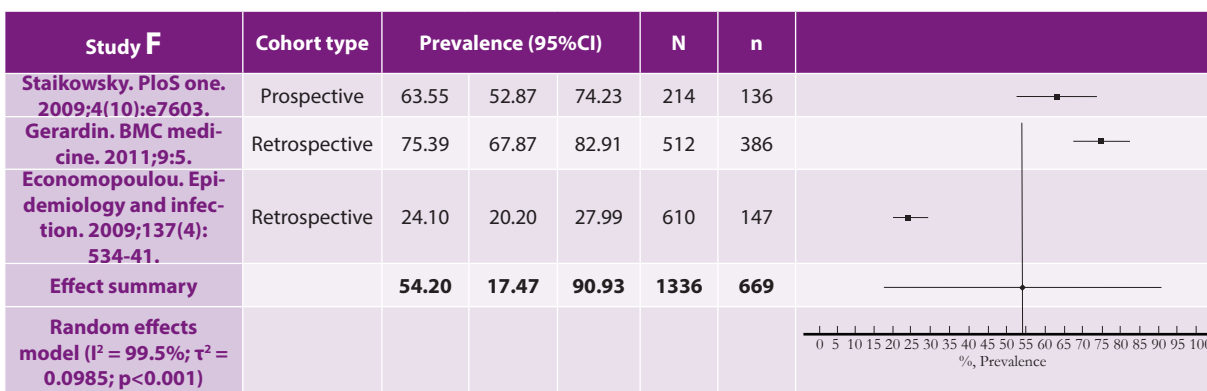 Study F Cohort type Prevalence (95%CI) N n
Staikowsky. PloS one.
2009;4(10):e7603.
Prospective 63.55 52.87 74.23 214 136
Gerardin. BMC medi-
cine. 2011;9:5.
Retrospective 75.39 67.87 82.91 512 386
Economopoulou. Epi-
demiology and infec-
tion. 2009;137(4):
534-41.
Retrospective 24.10 20.20 27.99 610 147
Effect summary 54.20 17.47 90.93 1336 669
Random effects
model (I² = 99.5%; τ² =
0.0985; p<0.001)
0 5 10 15 20 25 30 35 40 45 50 55 60 65 70 75 80 85 90 95 100
%, Prevalence